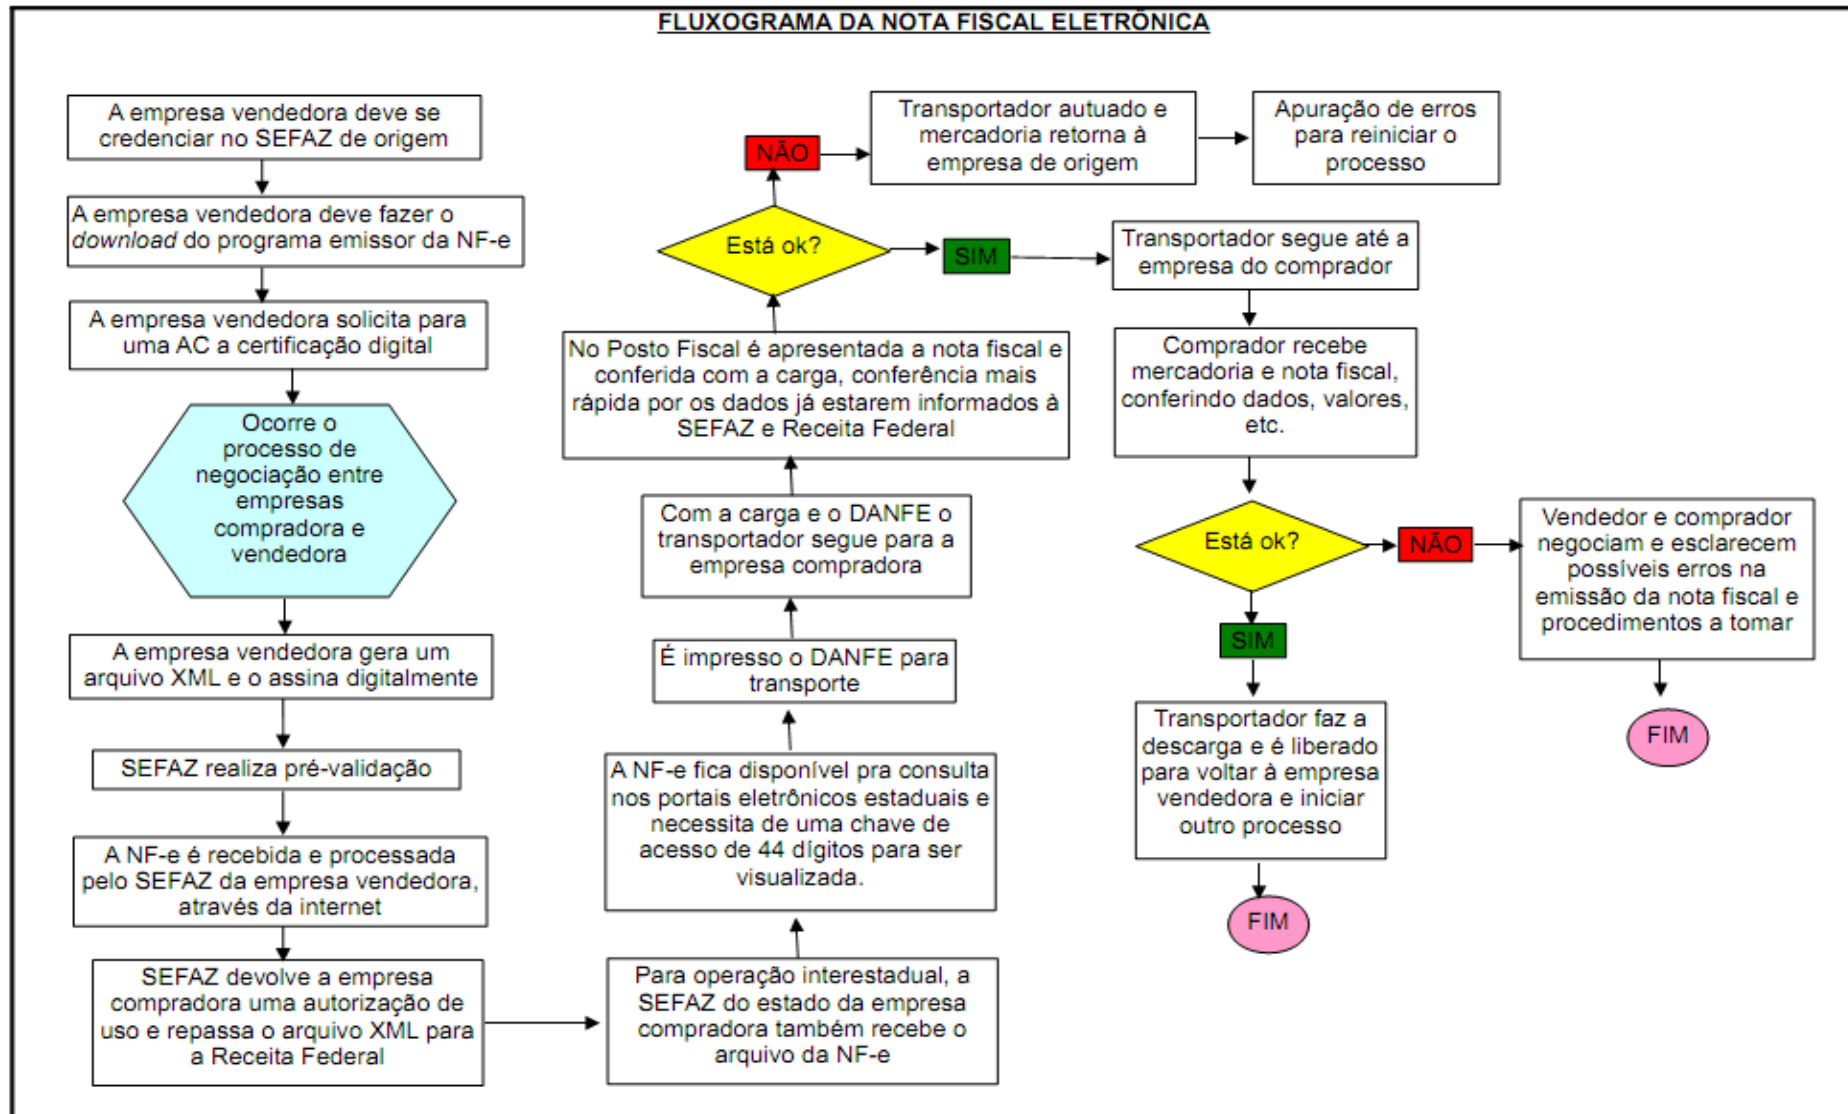 FLUXOGRAMA DA NOTA FISCAL ELETRÔNICA
A empresa vendedora deve se
credenciar no SEFAZ de origem
A empresa vendedora deve fazer o
download do programa emissor da NF-e
A empresa vendedora solicita para
uma AC a certificação digital
Ocorre o
processo de
negociação entre
empresas
compradora e
vendedora
A empresa vendedora gera um
arquivo XML e o assina digitalmente
SEFAZ realiza pré-validação
A NF-e é recebida e processada
pelo SEFAZ da empresa vendedora,
através da internet
SEFAZ devolve a empresa
compradora uma autorização de
uso e repassa o arquivo XML para
a Receita Federal
Para operação interestadual, a
SEFAZ do estado da empresa
compradora também recebe o
arquivo da NF-e
A NF-e fica disponível pra consulta
nos portais eletrônicos estaduais e
necessita de uma chave de
acesso de 44 dígitos para ser
visualizada.
É impresso o DANFE para
transporte
Com a carga e o DANFE o
transportador segue para a
empresa compradora
No Posto Fiscal é apresentada a nota fiscal e
conferida com a carga, conferência mais
rápida por os dados já estarem informados à
SEFAZ e Receita Federal
Está ok?
NÃO
Transportador autuado e
mercadoria retorna à
empresa de origem
Apuração de erros
para reiniciar o
processo
SIM
Transportador segue até a
empresa do comprador
Comprador recebe
mercadoria e nota fiscal,
conferindo dados, valores,
etc.
Está ok?
NÃO
Vendedor e comprador
negociam e esclarecem
possíveis erros na
emissão da nota fiscal e
procedimentos a tomar
FIM
SIM
Transportador faz a
descarga e é liberado
para voltar à empresa
vendedora e iniciar
outro processo
FIM